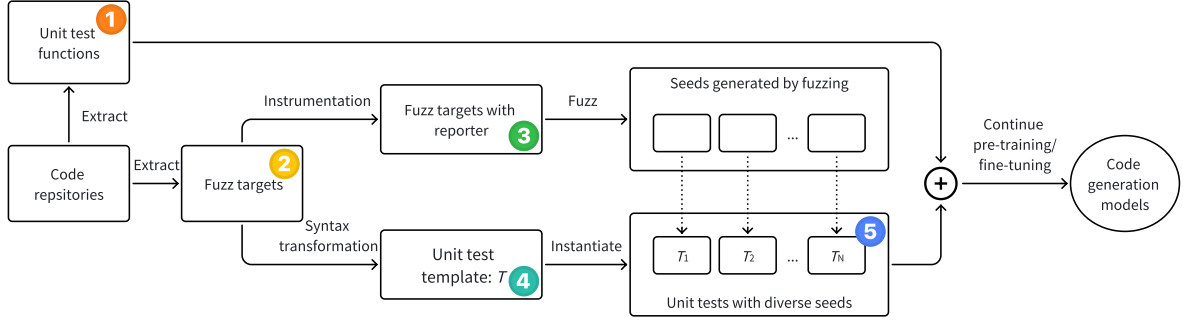 Unit test
functions
1
Extract
Code
repsitories
Extract
Fuzz targets
2
Instrumentation
Fuzz targets with
reporter
3
Fuzz
Seeds generated by fuzzing
...
Syntax
transformation
Unit test
template: T
4
Instantiate
5
T1
T2
...
TN
Unit tests with diverse seeds
+
Continue
pre-training/
fine-tuning
Code
generation
models